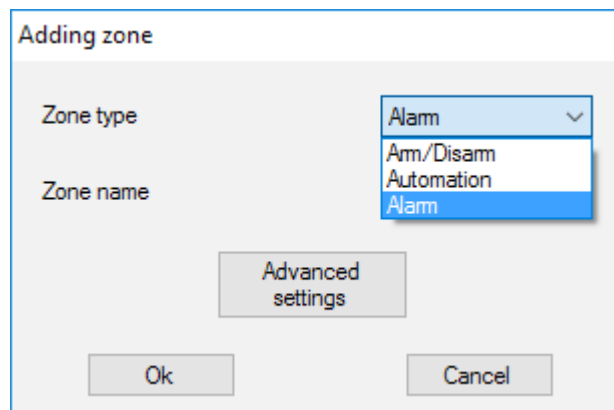 Adding zone
Zone type
Alarm
Arm/Disarm
Automation
Alarm
Zone name
Advanced
settings
Ok
Cancel